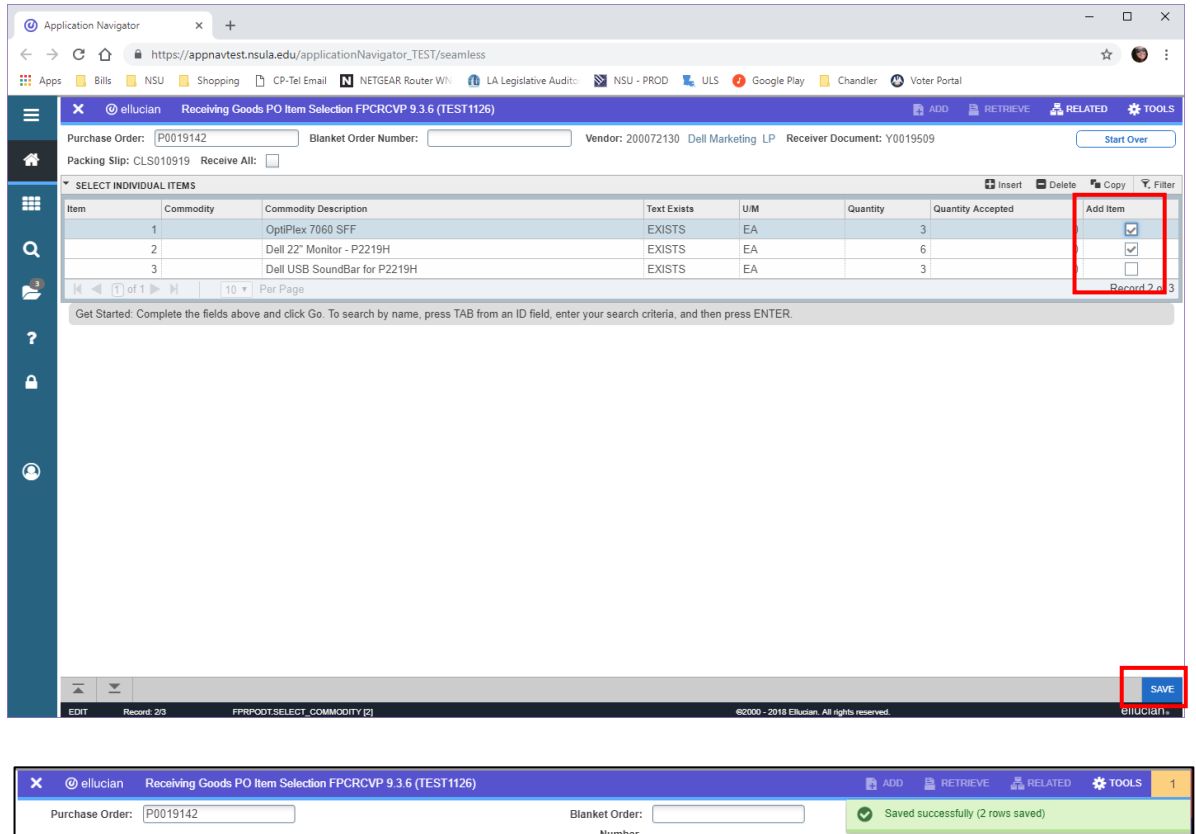 Application Navigator
https://appnavtest.nsula.edu/applicationNavigator_TEST/seamless
Apps Bills NSU Shopping CP-Tel Email NETGEAR Router WN LA Legislative Audito NSU - PROD ULS Google Play Chandler Voter Portal
ellucian Receiving Goods PO Item Selection FPCRCVP 9.3.6 (TEST1126) ADD RETRIEVE RELATED TOOLS
Purchase Order: P0019142 Blanket Order Number: Vendor: 200072130 Dell Marketing LP Receiver Document: Y0019509 Start Over
Packing Slip: CLS010919 Receive All:
SELECT INDIVIDUAL ITEMS Insert Delete Copy Filter
Item Commodity Commodity Description Text Exists U/M Quantity Quantity Accepted Add Item
1 OptiPlex 7060 SFF EXISTS EA 3
2 Dell 22" Monitor - P2219H EXISTS EA 6
3 Dell USB SoundBar for P2219H EXISTS EA 3
1 of 1 10 Per Page Record 2 of 3
Get Started: Complete the fields above and click Go. To search by name, press TAB from an ID field, enter your search criteria, and then press ENTER.
3
?
SAVE
EDIT Record: 2/3 FPRPODT.SELECT_COMMODITY [2] ©2000 - 2018 Ellucian. All rights reserved. ellucian
ellucian Receiving Goods PO Item Selection FPCRCVP 9.3.6 (TEST1126) ADD RETRIEVE RELATED TOOLS 1
Purchase Order: P0019142 Blanket Order: Saved successfully (2 rows saved)
Number